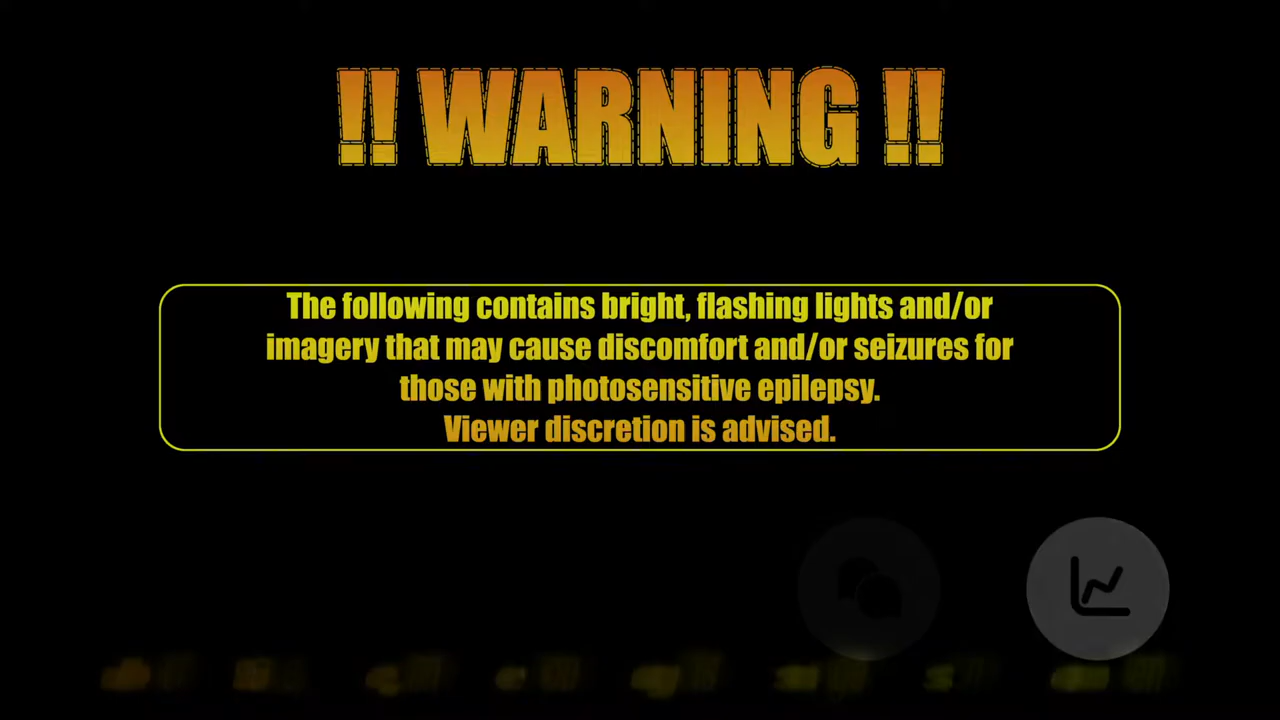 !! WARNING !!
The following contains bright, flashing lights and/or
imagery that may cause discomfort and/or seizures for
those with photosensitive epilepsy.
Viewer discretion is advised.